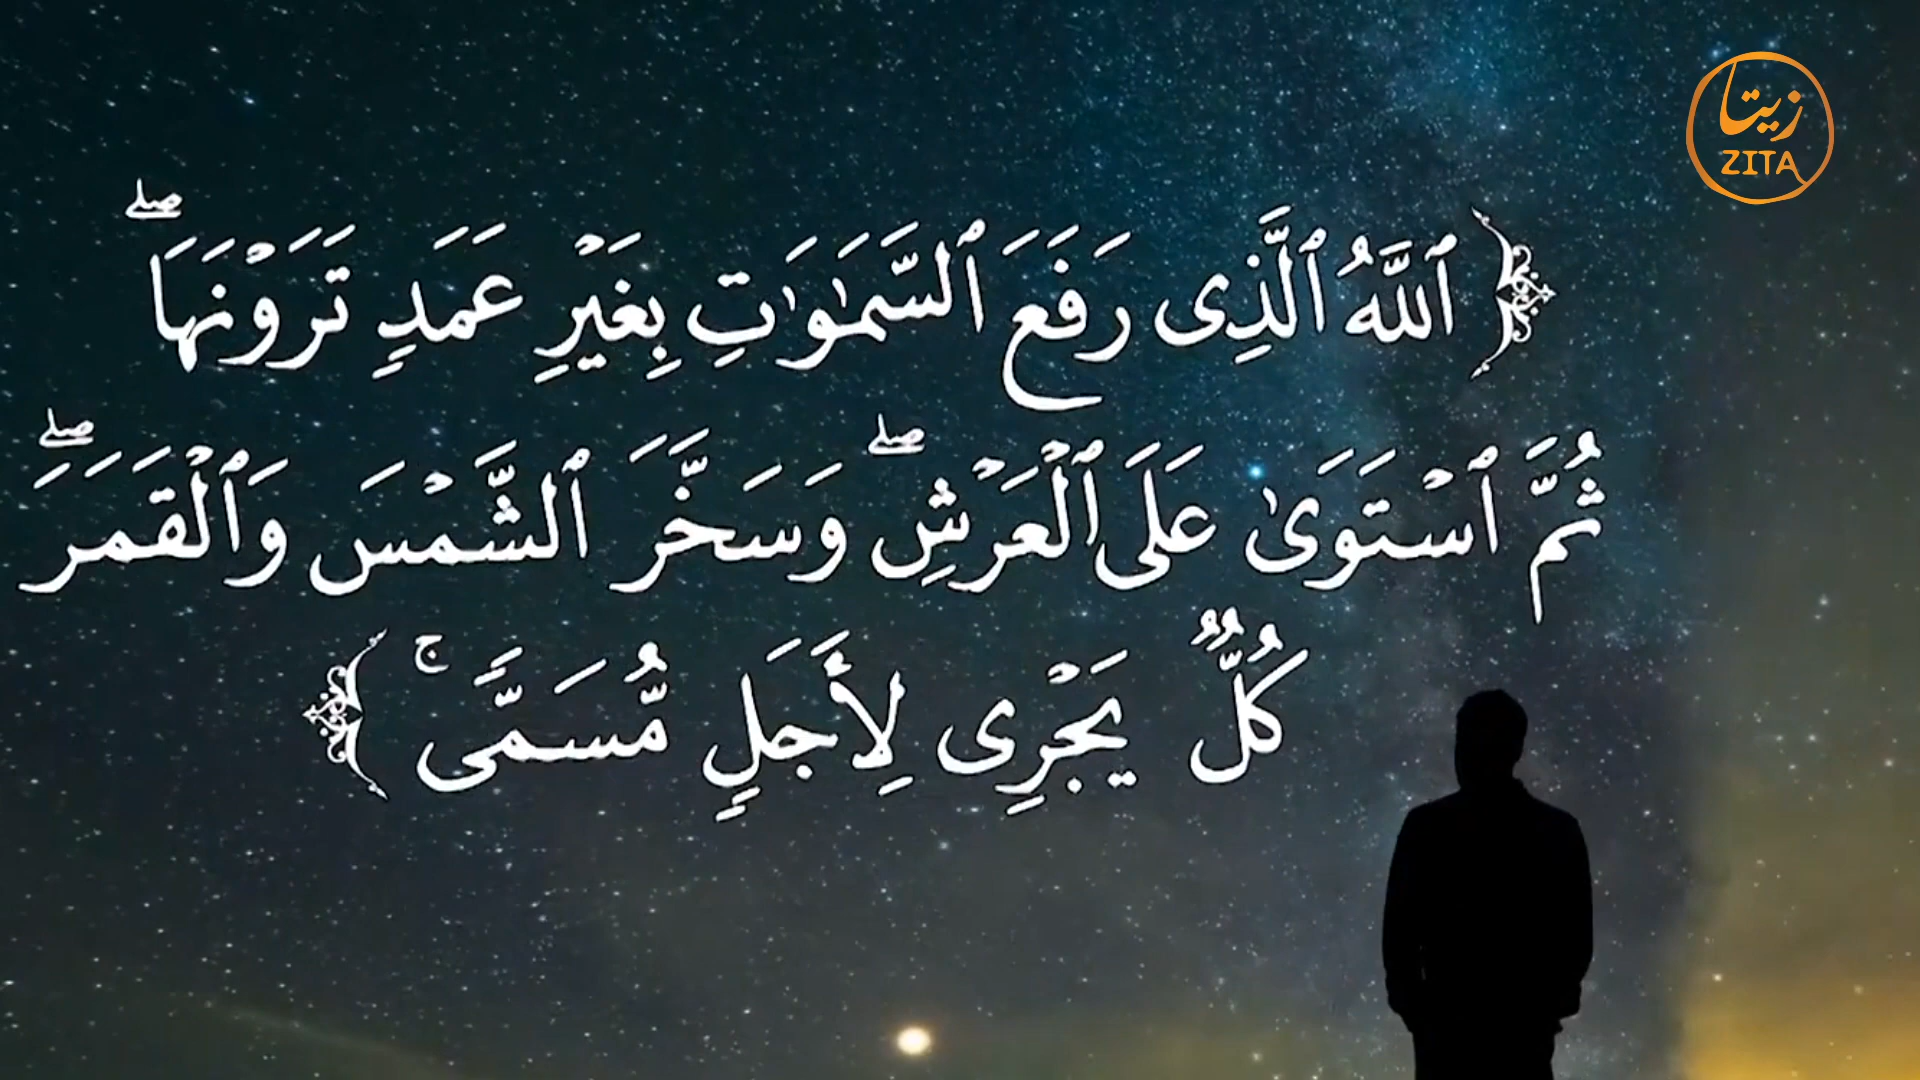 زيتا
ZITA
﴿ ٱللَّهُ ٱلَّذِى رَفَعَ ٱلسَّمَـٰوَٰتِ بِغَيْرِ عَمَدٍ تَرَوْنَهَا ۖ
ثُمَّ ٱسْتَوَىٰ عَلَى ٱلْعَرْشِ ۖ وَسَخَّرَ ٱلشَّمْسَ وَٱلْقَمَرَ ۖ
كُلٌّ يَجْرِى لِأَجَلٍ مُّسَمًّى ۚ ﴾